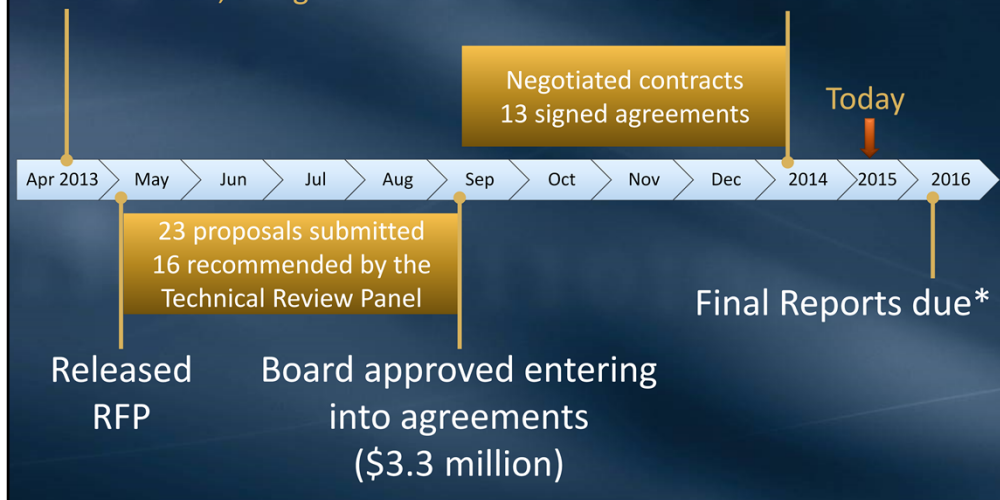 Negotiated contracts
13 signed agreements
Today
Apr 2013 May Jun Jul Aug Sep Oct Nov Dec 2014 2015 2016
23 proposals submitted
16 recommended by the
Technical Review Panel
Final Reports due*
Released
RFP
Board approved entering
into agreements
($3.3 million)